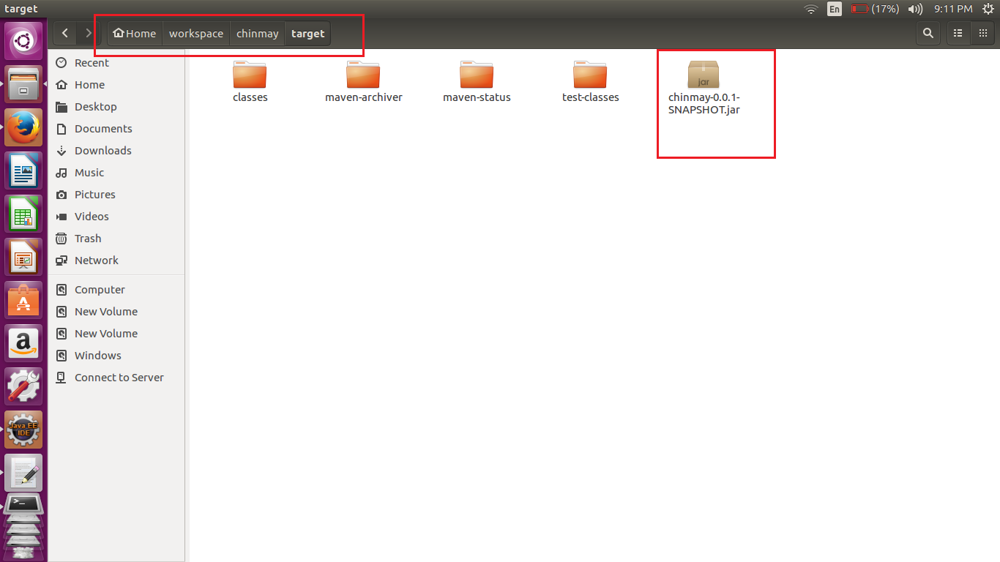 target
En
(17%)
9:11 PM
Home
workspace
chinmay
target
Recent
Home
Desktop
Documents
Downloads
Music
Pictures
Videos
Trash
Network
Computer
New Volume
New Volume
Windows
Connect to Server
classes
maven-archiver
maven-status
test-classes
jar
chinmay-0.0.1-
SNAPSHOT.jar
A
a
Java EE
IDE
>_